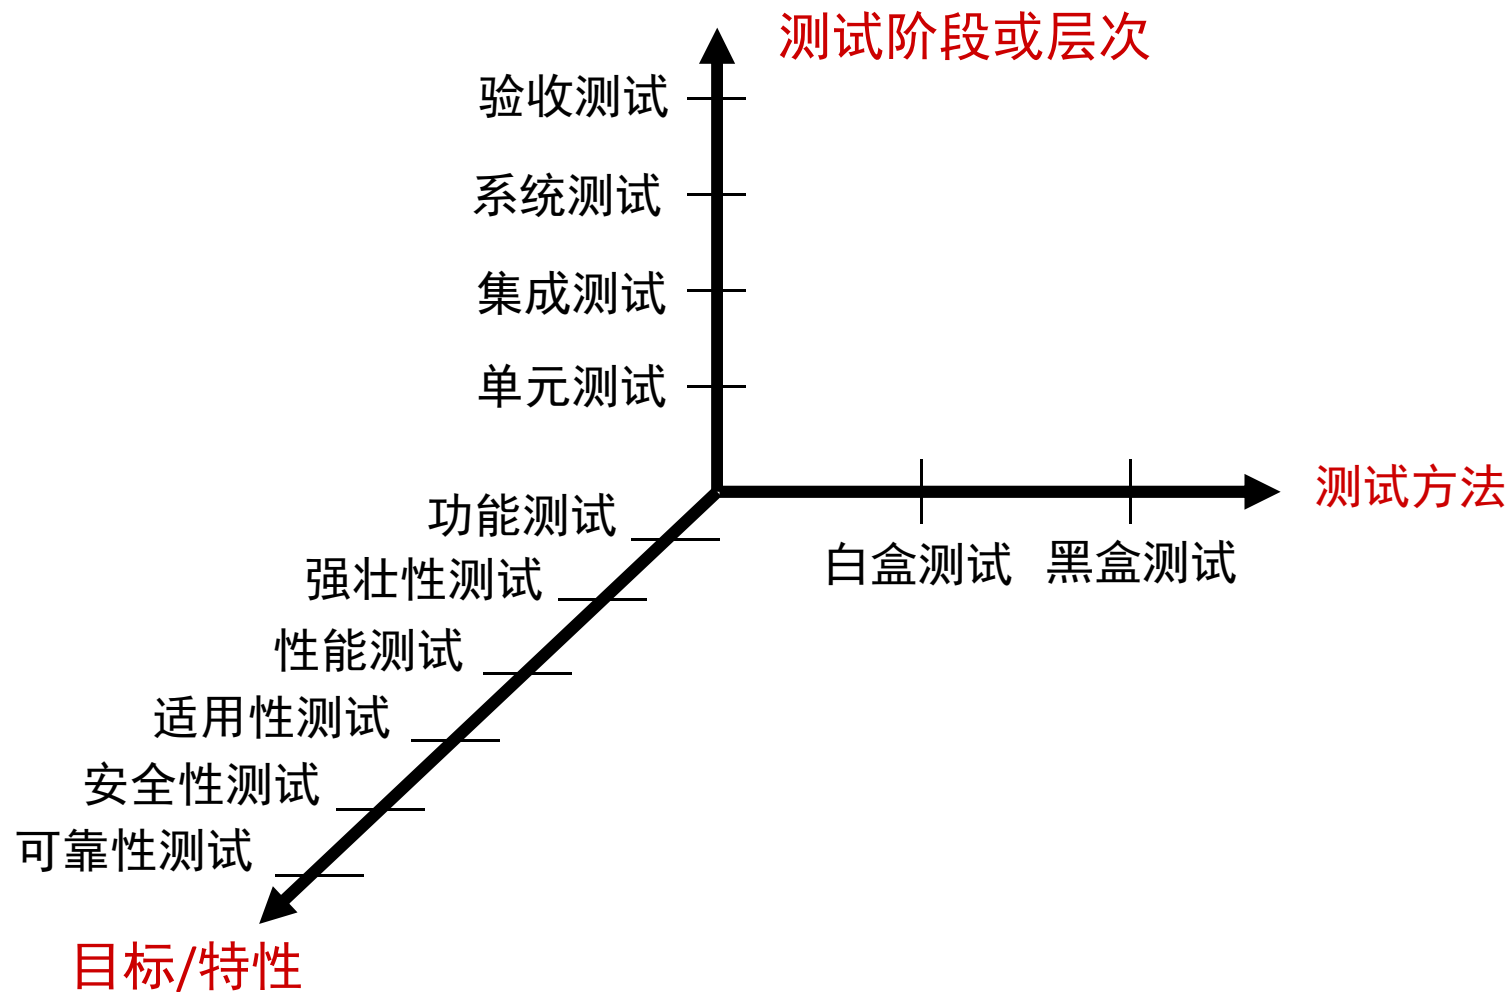 测试阶段或层次
验收测试
系统测试
集成测试
单元测试
测试方法
功能测试
白盒测试
黑盒测试
强壮性测试
性能测试
适用性测试
安全性测试
可靠性测试
目标/特性